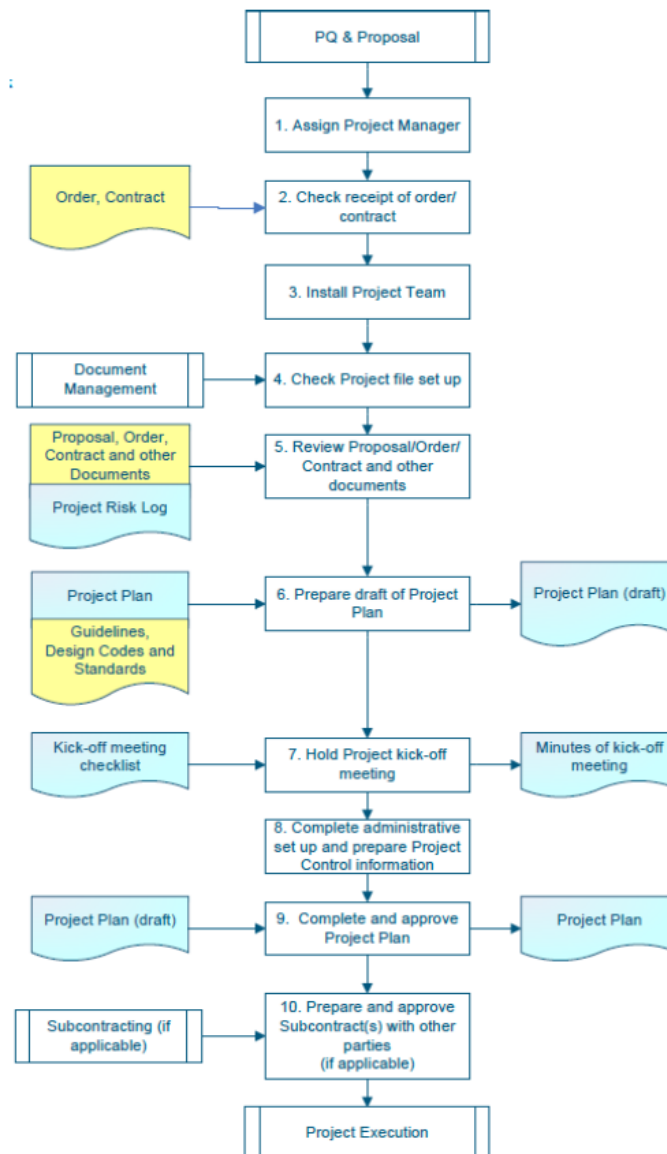 PQ & Proposal
1. Assign Project Manager
Order, Contract
2. Check receipt of order/
contract
3. Install Project Team
Document
Management
4. Check Project file set up
Proposal, Order,
Contract and other
Documents
Project Risk Log
5. Review Proposal/Order/
Contract and other
documents
Project Plan
Guidelines,
Design Codes and
Standards
6. Prepare draft of Project
Plan
Project Plan (draft)
Kick-off meeting
checklist
7. Hold Project kick-off
meeting
Minutes of kick-off
meeting
8. Complete administrative
set up and prepare Project
Control information
Project Plan (draft)
9. Complete and approve
Project Plan
Project Plan
Subcontracting (if
applicable)
10. Prepare and approve
Subcontract(s) with other
parties
(if applicable)
Project Execution